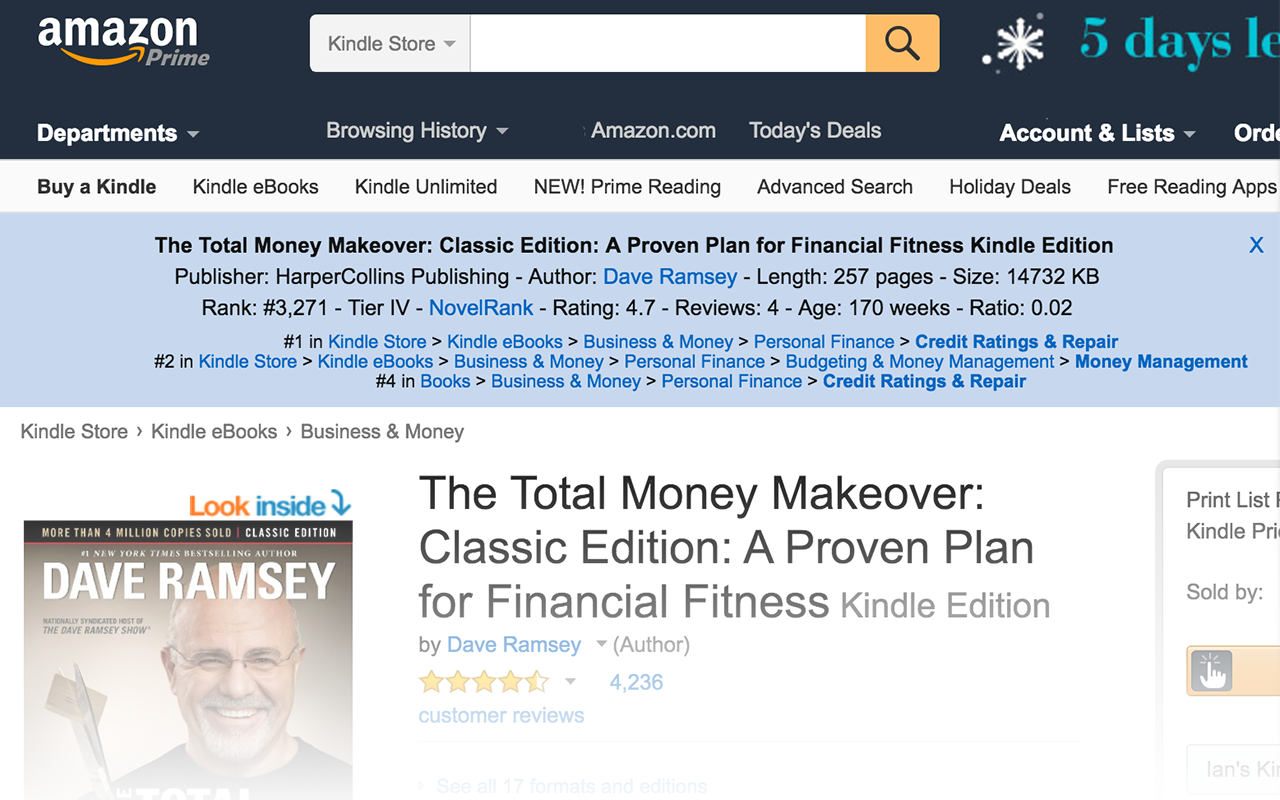 amazon
Prime
Kindle Store
5 days le
Departments
Browsing History
Amazon.com
Today's Deals
Account & Lists
Orde
Buy a Kindle
Kindle eBooks
Kindle Unlimited
NEW! Prime Reading
Advanced Search
Holiday Deals
Free Reading Apps
The Total Money Makeover: Classic Edition: A Proven Plan for Financial Fitness Kindle Edition
X
Publisher: HarperCollins Publishing - Author: Dave Ramsey - Length: 257 pages - Size: 14732 KB
Rank: #3,271 - Tier IV - NovelRank - Rating: 4.7 - Reviews: 4 - Age: 170 weeks - Ratio: 0.02
#1 in Kindle Store > Kindle eBooks > Business & Money > Personal Finance > Credit Ratings & Repair
#2 in Kindle Store > Kindle eBooks > Business & Money > Personal Finance > Budgeting & Money Management > Money Management
#4 in Books > Business & Money > Personal Finance > Credit Ratings & Repair
Kindle Store › Kindle eBooks › Business & Money
Look inside
MORE THAN 4 MILLION COPIES SOLD | CLASSIC EDITION
#1 NEW YORK TIMES BESTSELLING AUTHOR
DAVE RAMSEY
NATIONALLY SYNDICATED HOST OF
THE DAVE RAMSEY SHOW
THE
TOTAL
The Total Money Makeover:
Classic Edition: A Proven Plan
for Financial Fitness Kindle Edition
by Dave Ramsey (Author)
4,236
customer reviews
See all 17 formats and editions
Print List P
Kindle Pric
Sold by:
Ian's Kin